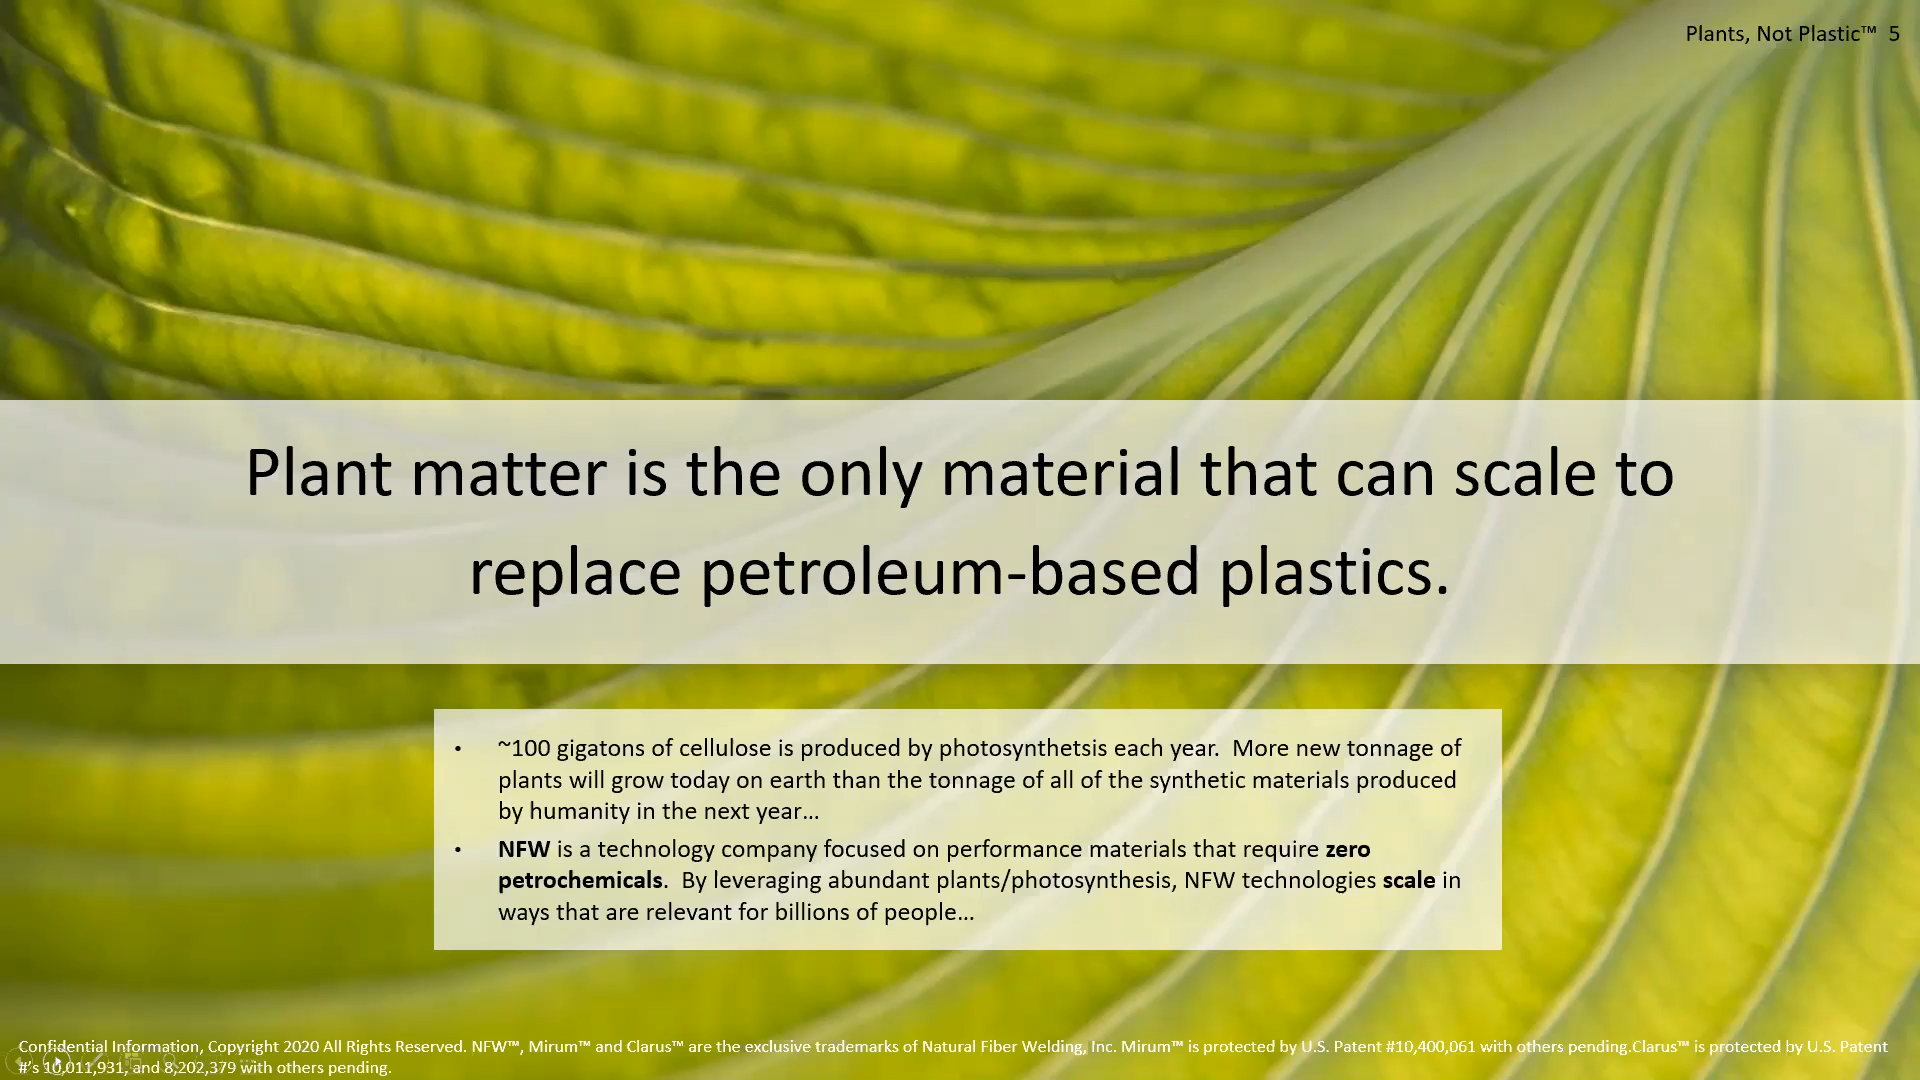 Plants, Not Plastic™ 5
Plant matter is the only material that can scale to
replace petroleum-based plastics.
• ~100 gigatons of cellulose is produced by photosynthetsis each year. More new tonnage of
plants will grow today on earth than the tonnage of all of the synthetic materials produced
by humanity in the next year...
• NFW is a technology company focused on performance materials that require zero
petrochemicals. By leveraging abundant plants/photosynthesis, NFW technologies scale in
ways that are relevant for billions of people...
Confidential Information, Copyright 2020 All Rights Reserved. NFW™, Mirum™ and Clarus™ are the exclusive trademarks of Natural Fiber Welding, Inc. Mirum™ is protected by U.S. Patent #10,400,061 with others pending.Clarus™ is protected by U.S. Patent
#'s 10,011,931, and 8,202,379 with others pending.